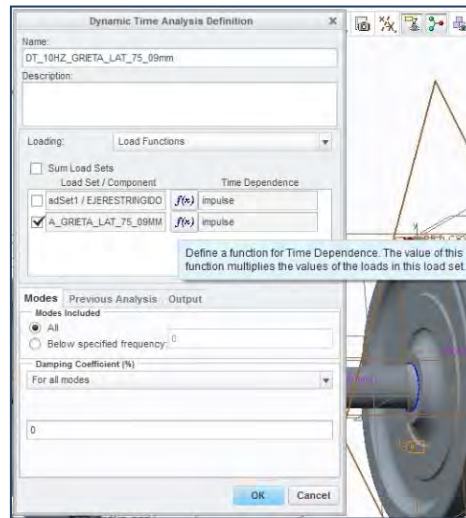 Dynamic Time Analysis Definition
Name:
DT_10HZ_GRIETA_LAT_75_09mm
Description:
Loading:
Load Functions
Sum Load Sets
Load Set / Component Time Dependence
adSet1 / EJERESTRINGIDO f(x) impulse
A_GRIETA_LAT_75_09MM f(x) impulse
Define a function for Time Dependence. The value of this
function multiplies the values of the loads in this load set.
Modes Previous Analysis Output
Modes Included
All
Below specified frequency: 0
Damping Coefficient (%)
For all modes
0
OK Cancel